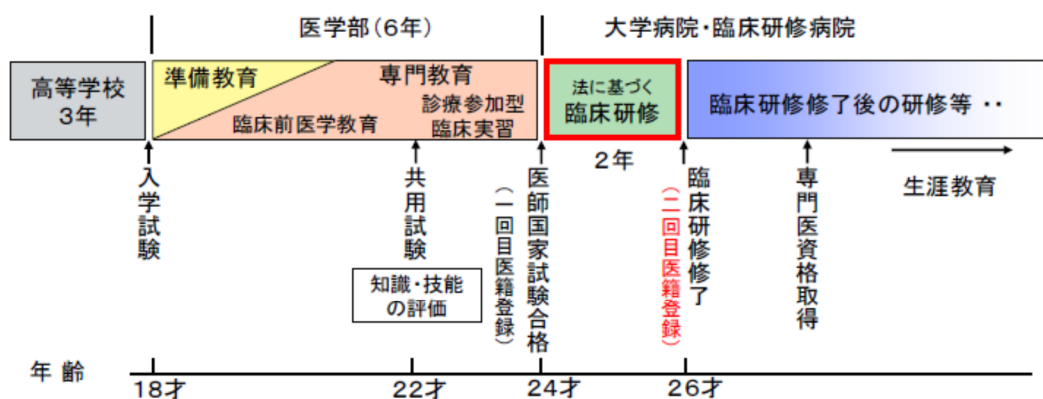 医学部(6年)
大学病院・臨床研修病院
高等学校
3年
準備教育
専門教育
臨床前医学教育
診療参加型
臨床実習
法に基づく
臨床研修
臨床研修修了後の研修等 ・・
2年
生涯教育
入学試験
共用試験
知識・技能
の評価
(一回目医籍登録)
医師国家試験合格
(二回目医籍登録)
臨床研修修了
専門医資格取得
年 齢
18才
22才
24才
26才